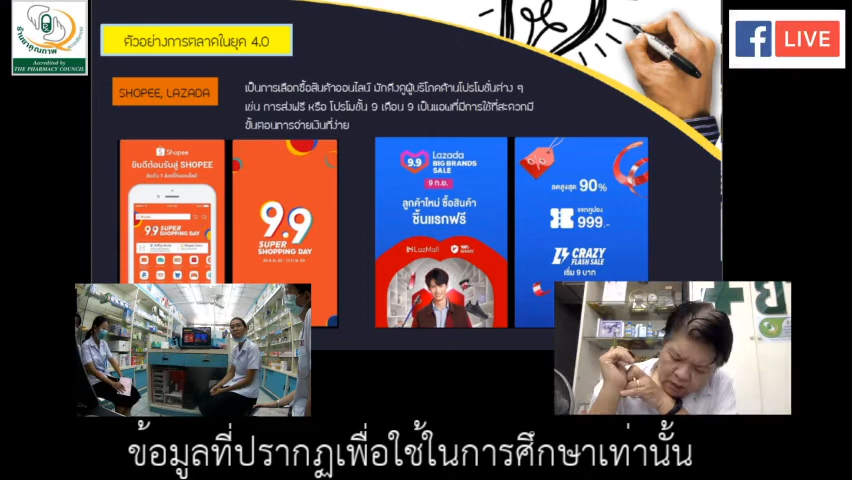 ร้านยาคุณภาพ
Accredited by
THE PHARMACY COUNCIL
ตัวอย่างการตลาดในยุค 4.0
LIVE
SHOPEE, LAZADA
เป็นการเลือกซื้อสินค้าออนไลน์ มักดึงดูผู้บริโภคด้านโปรโมชั่นต่าง ๆ
เช่น การส่งฟรี หรือ โปรโมชั่น 9 เดือน 9 เป็นแอพที่มีการใช้ที่สะดวกมี
ขั้นตอนการจ่ายเงินที่ง่าย
Shopee
ยินดีต้อนรับสู่ SHOPEE
9.9
SUPER
SHOPPING DAY
9.9
SUPER
SHOPPING DAY
9.9
Lazada
BIG BRANDS
SALE
9 ก.ย.
ลูกค้าใหม่ ซื้อสินค้า
ชิ้นแรกฟรี
LazMall
ลดสูงสุด 90%
แจกคูปอง
999.-
CRAZY
FLASH SALE
เริ่ม 9 บาท
ข้อมูลที่ปรากฏเพื่อใช้ในการศึกษาเท่านั้น